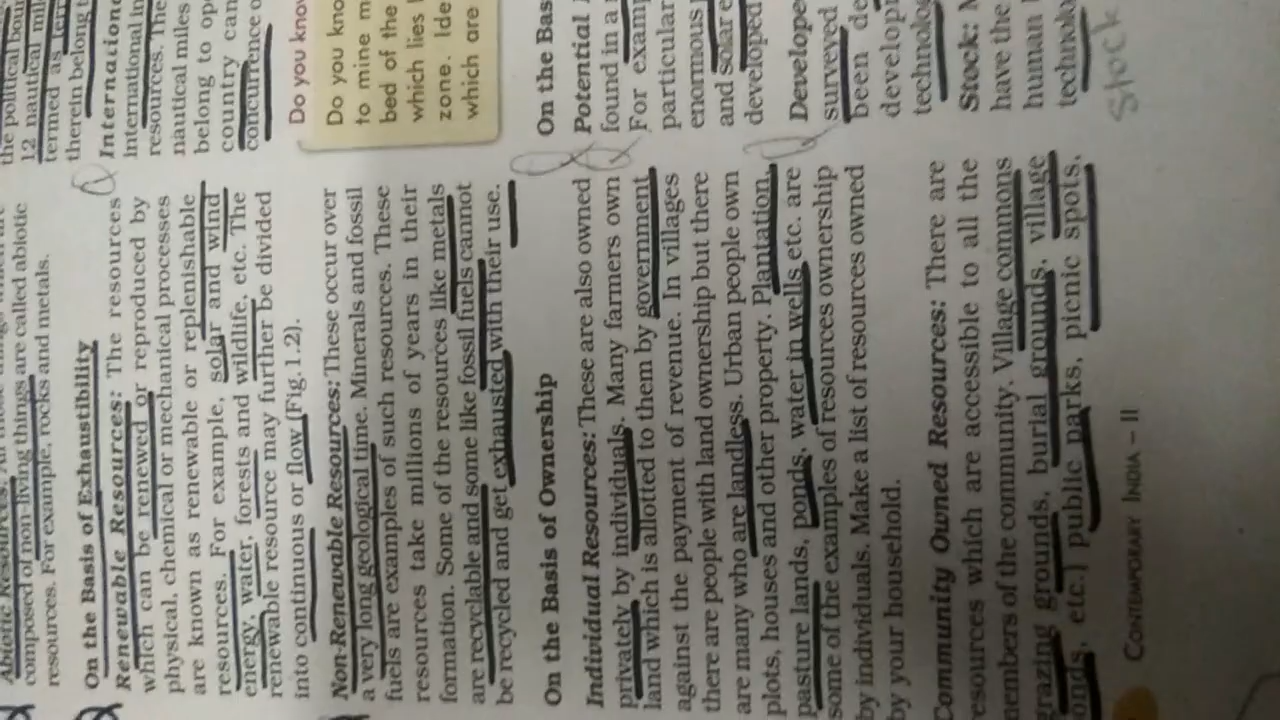 composed of non-living things are called abiotic
resources. For example, rocks and metals.
On the Basis of Exhaustibility
Renewable Resources: The resources
which can be renewed or reproduced by
physical, chemical or mechanical processes
are known as renewable or replenishable
resources. For example, solar and wind
energy, water, forests and wildlife, etc. The
renewable resource may further be divided
into continuous or flow (Fig.1.2).
Non-Renewable Resources: These occur over
a very long geological time. Minerals and fossil
fuels are examples of such resources. These
resources take millions of years in their
formation. Some of the resources like metals
are recyclable and some like fossil fuels cannot
be recycled and get exhausted with their use.
On the Basis of Ownership
Individual Resources: These are also owned
privately by individuals. Many farmers own
land which is allotted to them by government
against the payment of revenue. In villages
there are people with land ownership but there
are many who are landless. Urban people own
plots, houses and other property. Plantation,
pasture lands, ponds, water in wells etc. are
some of the examples of resources ownership
by individuals. Make a list of resources owned
by your household.
Community Owned Resources: There are
resources which are accessible to all the
members of the community. Village commons
grazing grounds, burial grounds, village
ponds, etc.) public parks, picnic spots,
CONTEMPORARY INDIA – II
the political
12 nautical
termed as
therein belong
International
resources. The
nautical miles
belong to
country can
concurrence
Do you know
Do you
to mine
bed of the
which lies
zone.
which are
On the
Potential
found in a
For
particular
enormous
and solar
developed
surveyed
been
technolo
Stock:
have the
human
technolo
Stock